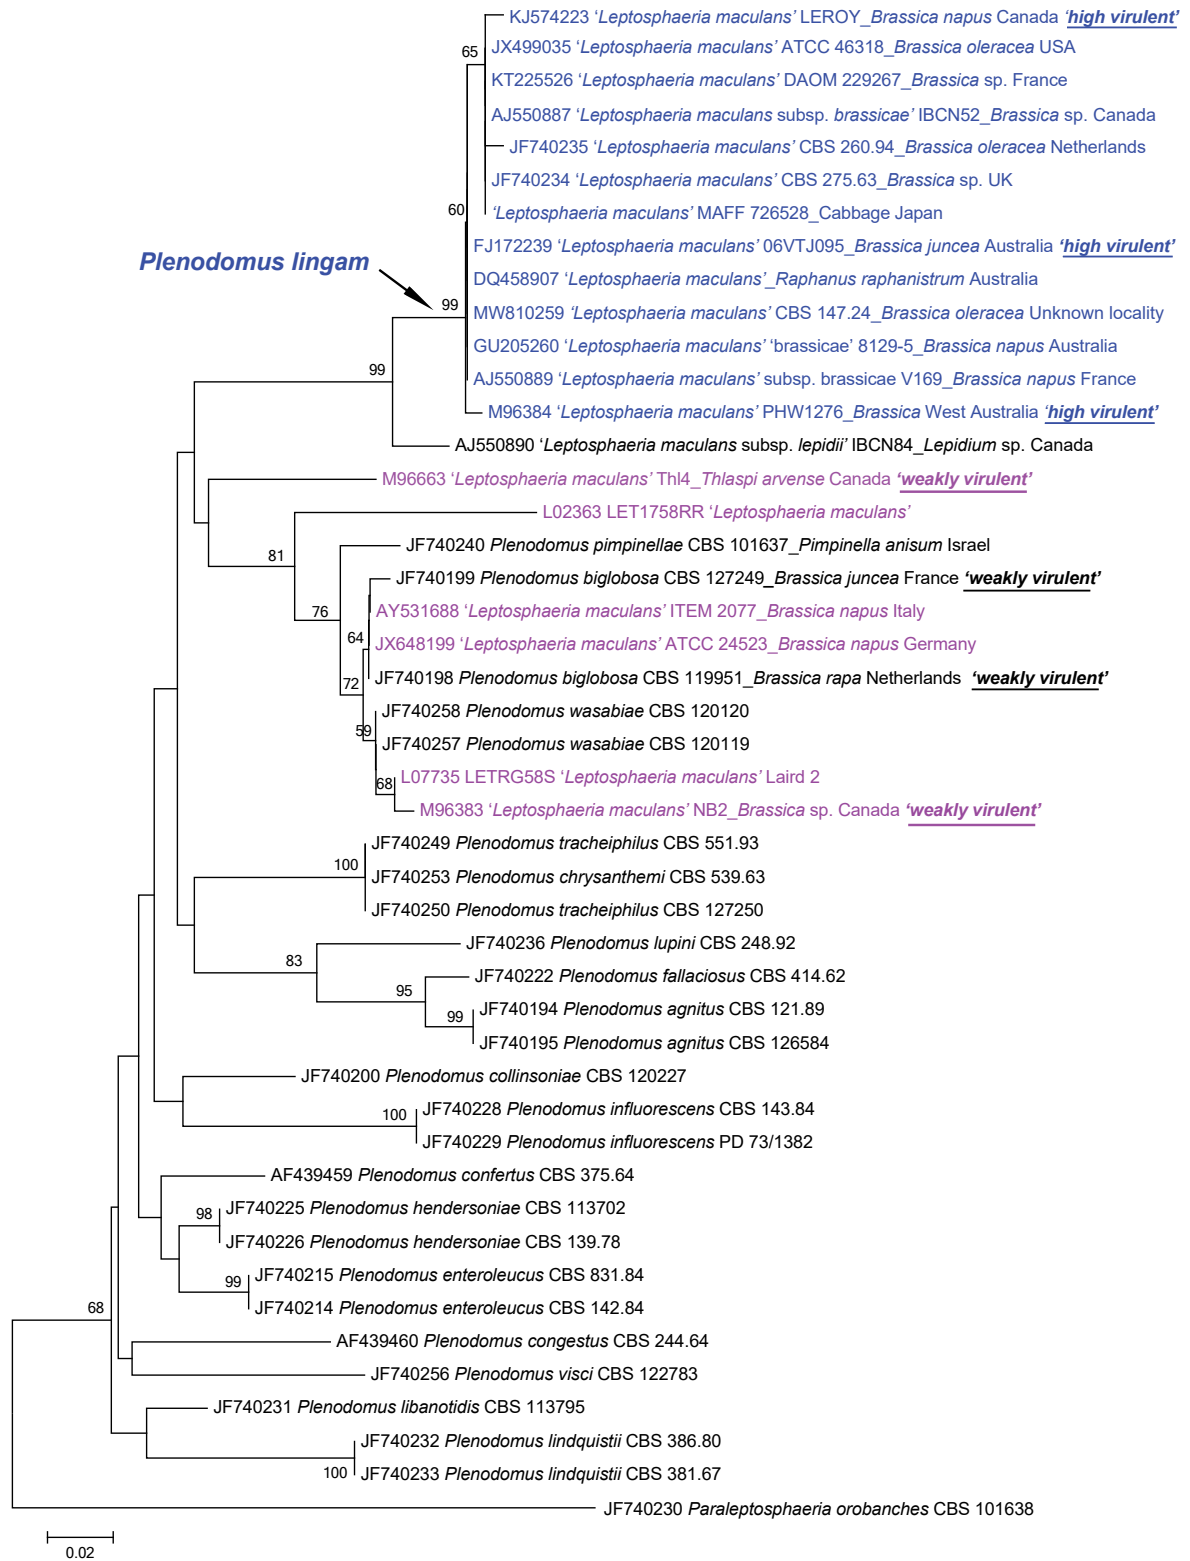 KJ574223 ‘Leptosphaeria maculans’ LEROY_Brassica napus Canada ‘high virulent’
65
JX499035 ‘Leptosphaeria maculans’ ATCC 46318_Brassica oleracea USA
KT225526 ‘Leptosphaeria maculans’ DAOM 229267_Brassica sp. France
AJ550887 ‘Leptosphaeria maculans subsp. brassicae’ IBCN52_Brassica sp. Canada
JF740235 ‘Leptosphaeria maculans’ CBS 260.94_Brassica oleracea Netherlands
JF740234 ‘Leptosphaeria maculans’ CBS 275.63_Brassica sp. UK
60
‘Leptosphaeria maculans’ MAFF 726528_Cabbage Japan
FJ172239 ‘Leptosphaeria maculans’ 06VTJ095_Brassica juncea Australia ‘high virulent’
Plenodomus lingam
DQ458907 ‘Leptosphaeria maculans’_Raphanus raphanistrum Australia
99
MW810259 ‘Leptosphaeria maculans’ CBS 147.24_Brassica oleracea Unknown locality
GU205260 ‘Leptosphaeria maculans’ ‘brassicae’ 8129-5_Brassica napus Australia
99
AJ550889 ‘Leptosphaeria maculans’ subsp. brassicae V169_Brassica napus France
M96384 ‘Leptosphaeria maculans’ PHW1276_Brassica West Australia ‘high virulent’
AJ550890 ‘Leptosphaeria maculans subsp. lepidii’ IBCN84_Lepidium sp. Canada
M96663 ‘Leptosphaeria maculans’ Thl4_Thlaspi arvense Canada ‘weakly virulent’
L02363 LET1758RR ‘Leptosphaeria maculans’
81
JF740240 Plenodomus pimpinellae CBS 101637_Pimpinella anisum Israel
JF740199 Plenodomus biglobosa CBS 127249_Brassica juncea France ‘weakly virulent’
76
AY531688 ‘Leptosphaeria maculans’ ITEM 2077_Brassica napus Italy
64
JX648199 ‘Leptosphaeria maculans’ ATCC 24523_Brassica napus Germany
72
JF740198 Plenodomus biglobosa CBS 119951_Brassica rapa Netherlands ‘weakly virulent’
JF740258 Plenodomus wasabiae CBS 120120
59
JF740257 Plenodomus wasabiae CBS 120119
68
L07735 LETRG58S ‘Leptosphaeria maculans’ Laird 2
M96383 ‘Leptosphaeria maculans’ NB2_Brassica sp. Canada ‘weakly virulent’
JF740249 Plenodomus tracheiphilus CBS 551.93
100
JF740253 Plenodomus chrysanthemi CBS 539.63
JF740250 Plenodomus tracheiphilus CBS 127250
JF740236 Plenodomus lupini CBS 248.92
83
JF740222 Plenodomus fallaciosus CBS 414.62
95
JF740194 Plenodomus agnitus CBS 121.89
99
JF740195 Plenodomus agnitus CBS 126584
JF740200 Plenodomus collinsoniae CBS 120227
JF740228 Plenodomus influorescens CBS 143.84
100
JF740229 Plenodomus influorescens PD 73/1382
AF439459 Plenodomus confertus CBS 375.64
JF740225 Plenodomus hendersoniae CBS 113702
98
JF740226 Plenodomus hendersoniae CBS 139.78
JF740215 Plenodomus enteroleucus CBS 831.84
99
JF740214 Plenodomus enteroleucus CBS 142.84
68
AF439460 Plenodomus congestus CBS 244.64
JF740256 Plenodomus visci CBS 122783
JF740231 Plenodomus libanotidis CBS 113795
JF740232 Plenodomus lindquistii CBS 386.80
100
JF740233 Plenodomus lindquistii CBS 381.67
JF740230 Paraleptosphaeria orobanches CBS 101638
0.02